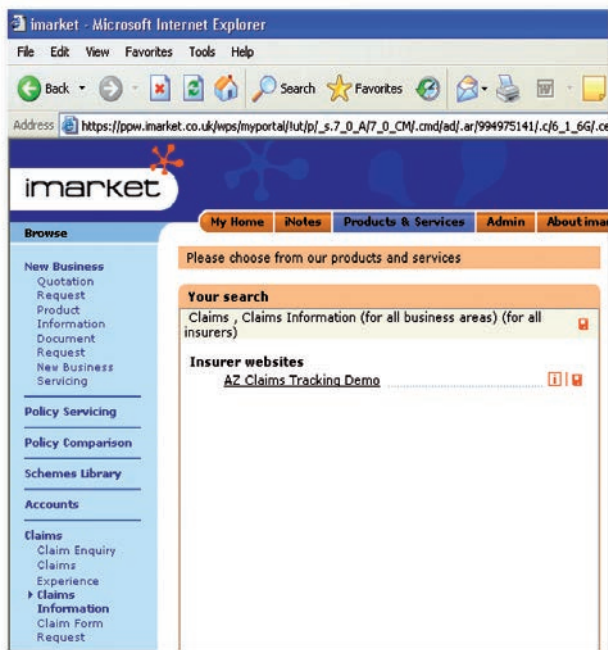 imarket - Microsoft Internet Explorer
File Edit View Favorites Tools Help
Back Search Favorites
Address https://ppw.imarket.co.uk/wps/myportal/!ut/p/_s.7_0_A/7_0_CM/.cmd/ad/.ar/994975141/.c/6_1_6G/.ce
imarket
My Home iNotes Products & Services Admin About imar
Browse
New Business
Quotation
Request
Product
Information
Document
Request
New Business
Servicing
Policy Servicing
Policy Comparison
Schemes Library
Accounts
Claims
Claim Enquiry
Claims
Experience
Claims
Information
Claim Form
Request
Please choose from our products and services
Your search
Claims , Claims Information (for all business areas) (for all
insurers)
Insurer websites
AZ Claims Tracking Demo